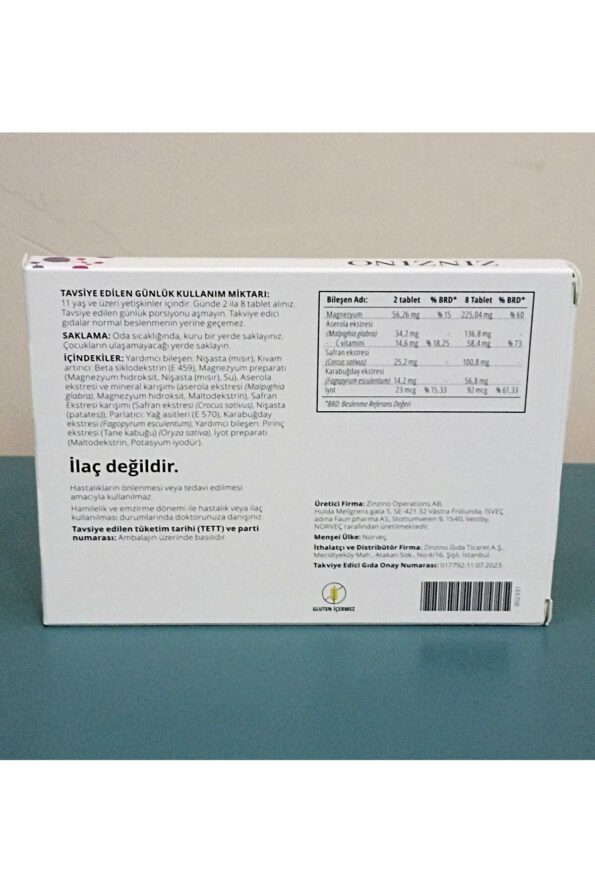 ZINZINO
TAVSİYE EDİLEN GÜNLÜK KULLANIM MİKTARI:
11 yaş ve üzeri yetişkinler içindir. Günde 2 ila 8 tablet alınız.
Tavsiye edilen günlük porsiyonu aşmayın. Takviye edici
gıdalar normal beslenmenin yerine geçemez.
SAKLAMA: Oda sıcaklığında, kuru bir yerde saklayınız.
Çocukların ulaşamayacağı yerde saklayın.
İÇİNDEKİLER: Yardımcı bileşen: Nişasta (mısır), Kıvam
artırıcı: Beta siklodekstrin (E 459), Magnezyum preparatı
(Magnezyum hidroksit, Nişasta (mısır), Su), Aserola
ekstresi ve mineral karışımı (aserola ekstresi (Malpighia
glabra), Magnezyum hidroksit, Maltodekstrin), Safran
Ekstresi karışımı (Safran ekstresi (Crocus sativus), Nişasta
(patates)), Parlatıcı: Yağ asitleri (E 570), Karabuğday
ekstresi (Fagopyrum esculentum), Yardımcı bileşen: Pirinç
ekstresi (Tane kabuğu) (Oryza sativa), İyot preparatı
(Maltodekstrin, Potasyum iyodür).
İlaç değildir.
Hastalıkların önlenmesi veya tedavi edilmesi
amacıyla kullanılmaz.
Hamilelik ve emzirme dönemi ile hastalık veya ilaç
kullanılması durumlarında doktorunuza danışınız.
Tavsiye edilen tüketim tarihi (TETT) ve parti
numarası: Ambalajın üzerinde basılıdır.
Bileşen Adı: 2 tablet % BRD* 8 Tablet % BRD*
Magnezyum 56,26 mg % 15 225,04 mg % 60
Aserola ekstresi
(Malpighia glabra) 34,2 mg - 136,8 mg -
- C vitamini 14,6 mg % 18,25 58,4 mg % 73
Safran ekstresi
(Crocus sativus) 25,2 mg - 100,8 mg -
Karabuğday ekstresi
(Fagopyrum esculentum) 14,2 mg - 56,8 mg -
İyot 23 mcg % 15,33 92 mcg % 61,33
*BRD: Beslenme Referans Değeri
Üretici Firma: Zinzino Operations AB,
Hulda Mellgrens gata 5, SE-421 32 Västra Frölunda, İSVEÇ
adına Faun pharma AS, Slottumveien 9, 1540, Vestby,
NORVEÇ tarafından üretilmektedir.
Menşei Ülke: Norveç
İthalatçı ve Distribütör Firma: Zinzino Gıda Ticaret A.Ş.,
Mecidiyeköy Mah., Atakan Sok., No:4/16, Şişli, İstanbul
Takviye Edici Gıda Onay Numarası: 017792-11.07.2023.
GLUTEN İÇERMEZ
302331